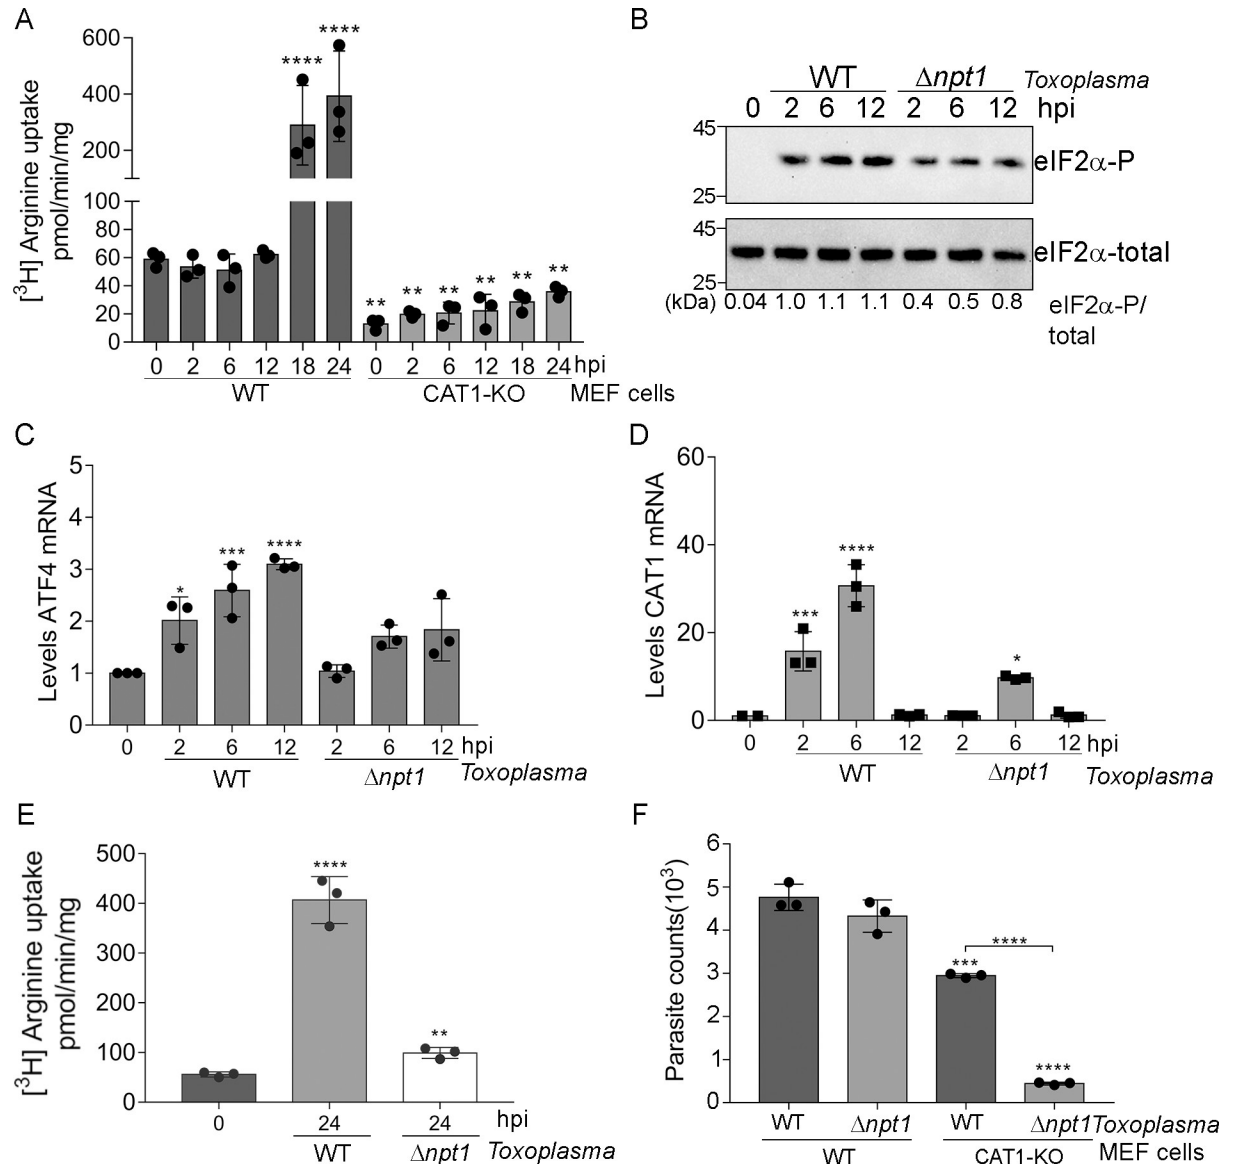 A
[³H] Arginine uptake
pmol/min/mg
600
400
200
100
80
60
40
20
0
****
****
**
**
**
**
**
**
0 2 6 12 18 24 0 2 6 12 18 24 hpi
WT CAT1-KO MEF cells
B
WT Δnpt1 Toxoplasma
0 2 6 12 2 6 12 hpi
45
25
eIF2α-P
45
25
eIF2α-total
(kDa) 0.04 1.0 1.1 1.1 0.4 0.5 0.8 eIF2α-P/
total
C
Levels ATF4 mRNA
5
4
3
2
1
0
*
***
****
0 2 6 12 2 6 12 hpi
WT Δnpt1 Toxoplasma
D
Levels CAT1 mRNA
60
40
20
0
***
****
*
0 2 6 12 2 6 12 hpi
WT Δnpt1 Toxoplasma
E
[³H] Arginine uptake
pmol/min/mg
500
400
300
200
100
0
****
**
0 24 24 hpi
WT Δnpt1 Toxoplasma
F
Parasite counts(10³)
6
5
4
3
2
1
0
****
***
****
WT Δnpt1 WT Δnpt1 Toxoplasma
WT CAT1-KO MEF cells